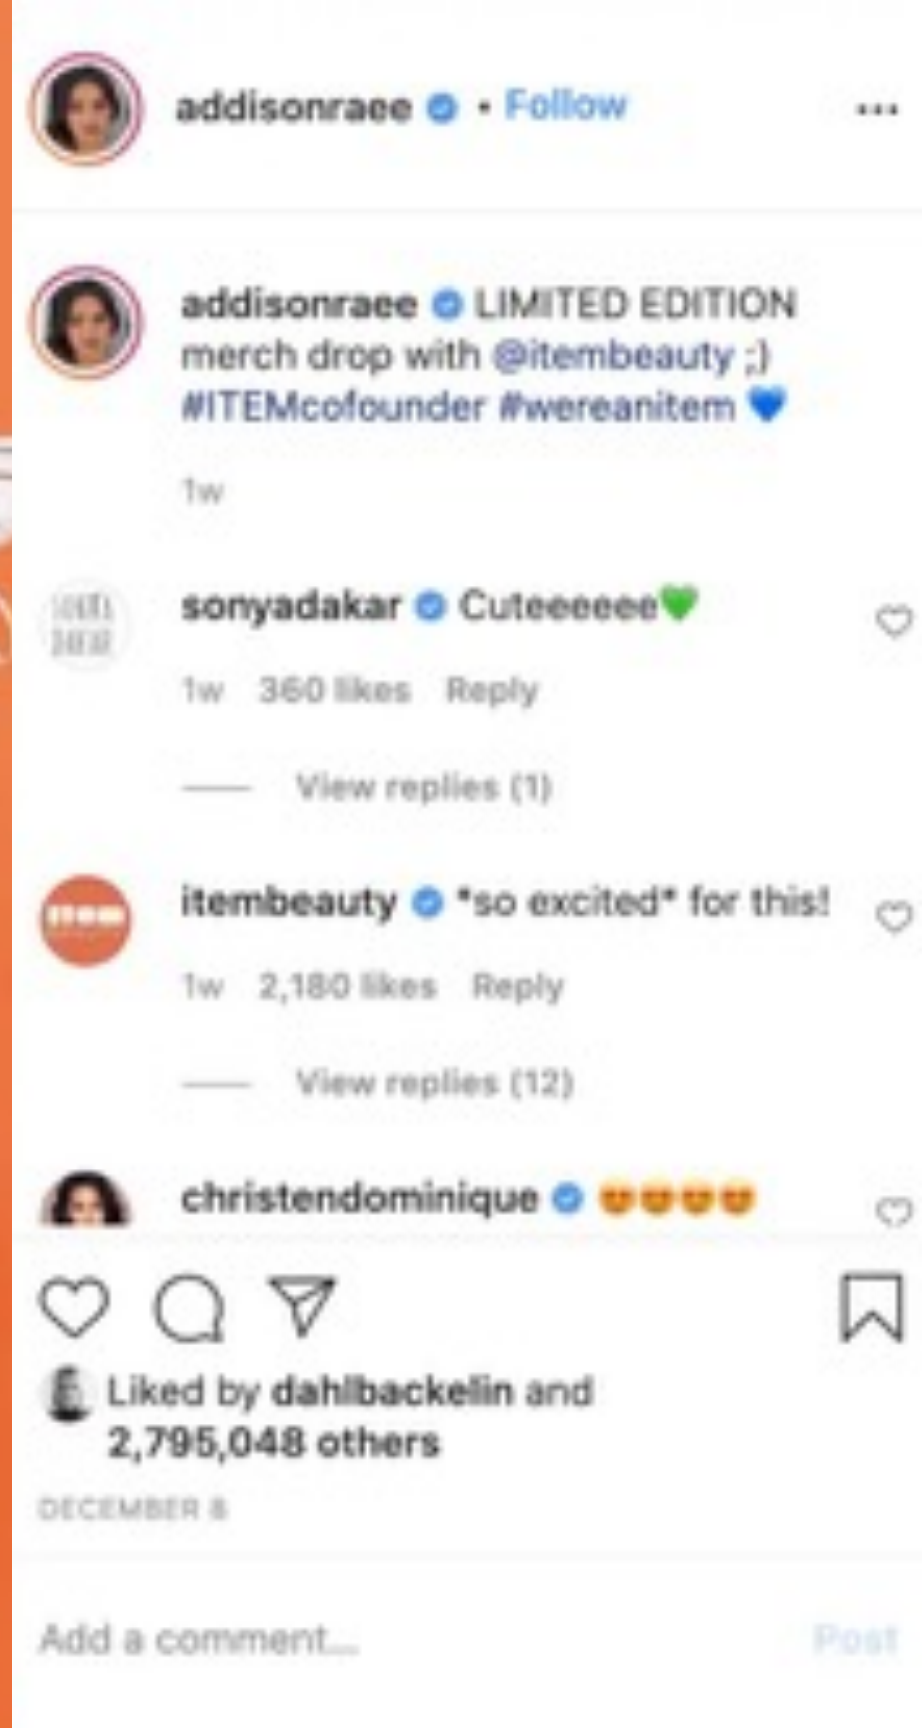 addisonraee • Follow
addisonraee LIMITED EDITION
merch drop with @itembeauty ;)
#ITEMcofounder #wereanitem 💙
1w
sonyadakar Cuteeeeeee💚
1w 360 likes Reply
View replies (1)
itembeauty *so excited* for this!
1w 2,180 likes Reply
View replies (12)
christendominique 😍😍😍😍
Liked by dahlbackelin and
2,795,048 others
DECEMBER 8
Add a comment...
Post